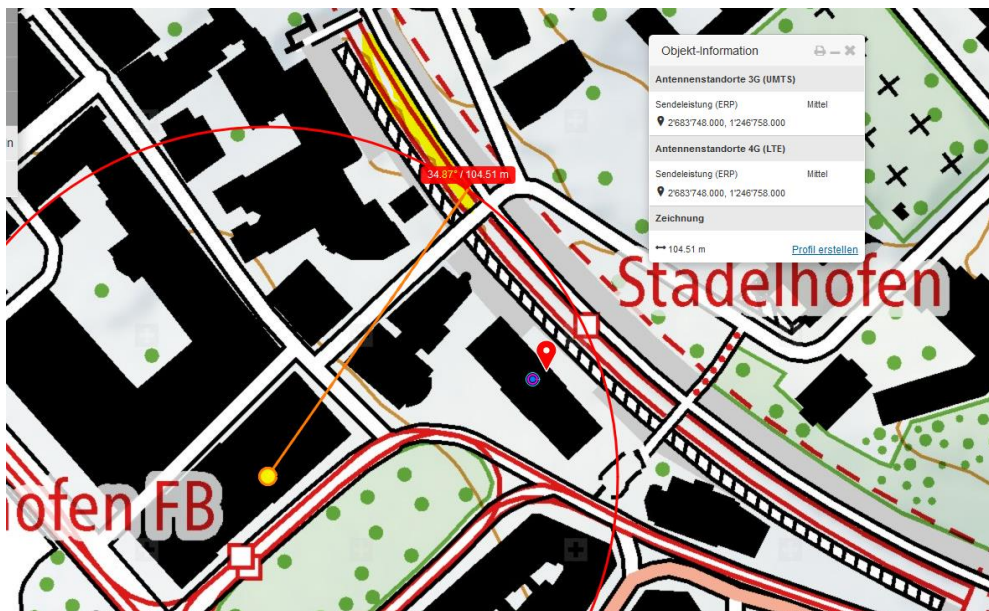 Objekt-Information
Antennenstandorte 3G (UMTS)
Sendeleistung (ERP) Mittel
2'683'748.000, 1'246'758.000
Antennenstandorte 4G (LTE)
Sendeleistung (ERP) Mittel
2'683'748.000, 1'246'758.000
Zeichnung
104.51 m Profil erstellen
n
34.87° / 104.51 m
Stadelhofen
ofen FB